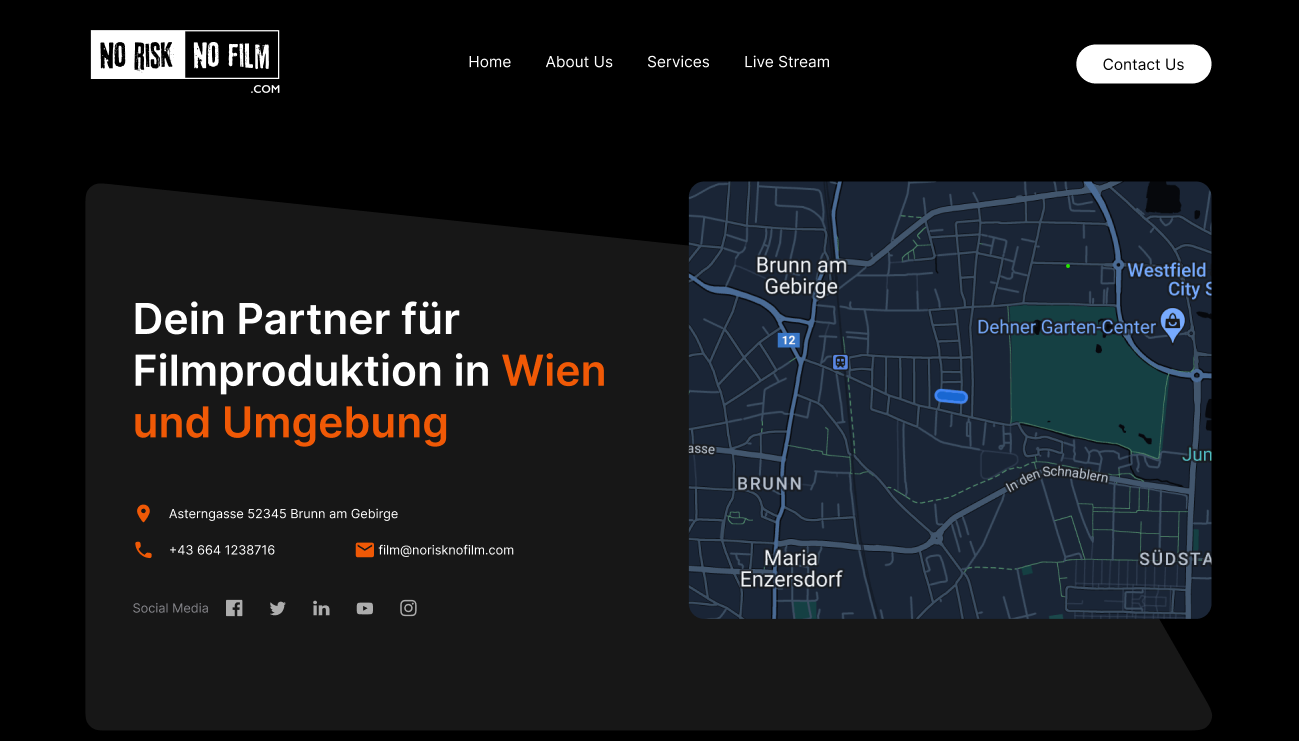 NO RISK NO FILM
.COM
Home About Us Services Live Stream
Contact Us
Dein Partner für
Filmproduktion in Wien
und Umgebung
Asterngasse 52345 Brunn am Gebirge
+43 664 1238716 film@norisknofilm.com
Social Media
Brunn am
Gebirge
Westfield
City S
Dehner Garten-Center
12
asse
BRUNN
Jun
In den Schnablern
Maria
Enzersdorf
SÜDSTA